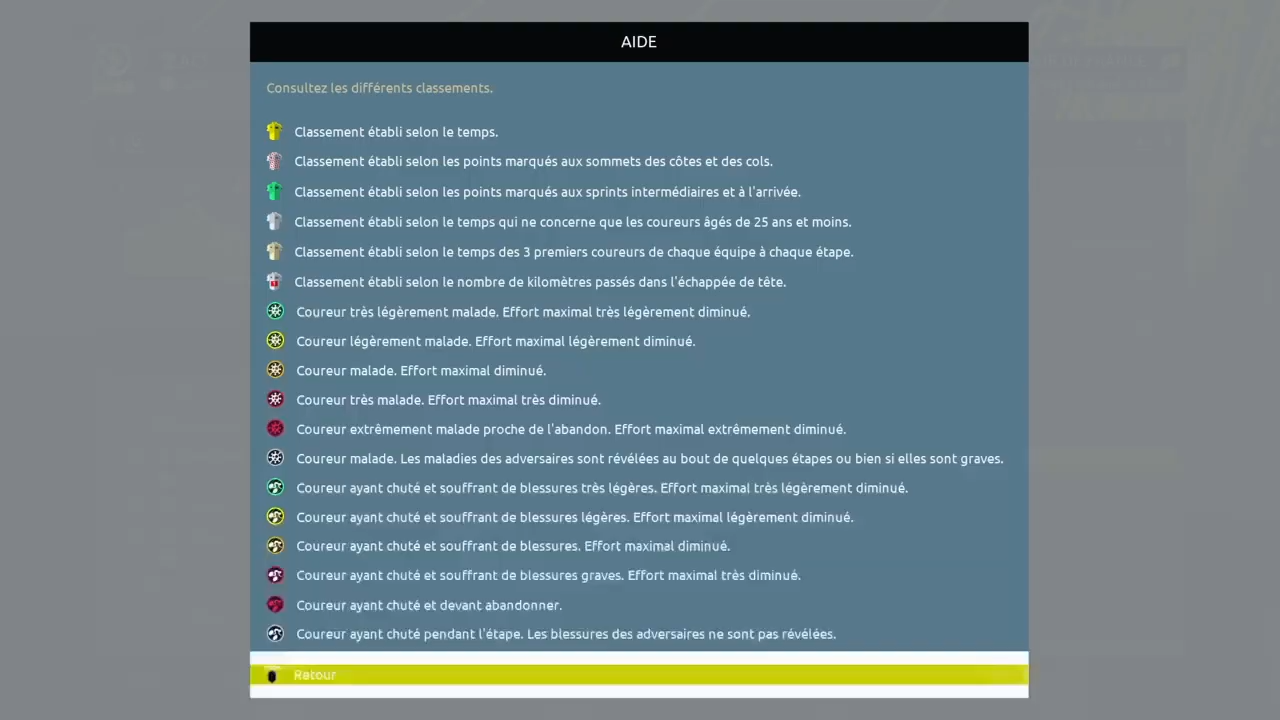 AIDE
Consultez les différents classements.
Classement établi selon le temps.
Classement établi selon les points marqués aux sommets des côtes et des cols.
Classement établi selon les points marqués aux sprints intermédiaires et à l'arrivée.
Classement établi selon le temps qui ne concerne que les coureurs âgés de 25 ans et moins.
Classement établi selon le temps des 3 premiers coureurs de chaque équipe à chaque étape.
Classement établi selon le nombre de kilomètres passés dans l'échappée de tête.
Coureur très légèrement malade. Effort maximal très légèrement diminué.
Coureur légèrement malade. Effort maximal légèrement diminué.
Coureur malade. Effort maximal diminué.
Coureur très malade. Effort maximal très diminué.
Coureur extrêmement malade proche de l'abandon. Effort maximal extrêmement diminué.
Coureur malade. Les maladies des adversaires sont révélées au bout de quelques étapes ou bien si elles sont graves.
Coureur ayant chuté et souffrant de blessures très légères. Effort maximal très légèrement diminué.
Coureur ayant chuté et souffrant de blessures légères. Effort maximal légèrement diminué.
Coureur ayant chuté et souffrant de blessures. Effort maximal diminué.
Coureur ayant chuté et souffrant de blessures graves. Effort maximal très diminué.
Coureur ayant chuté et devant abandonner.
Coureur ayant chuté pendant l'étape. Les blessures des adversaires ne sont pas révélées.
Retour